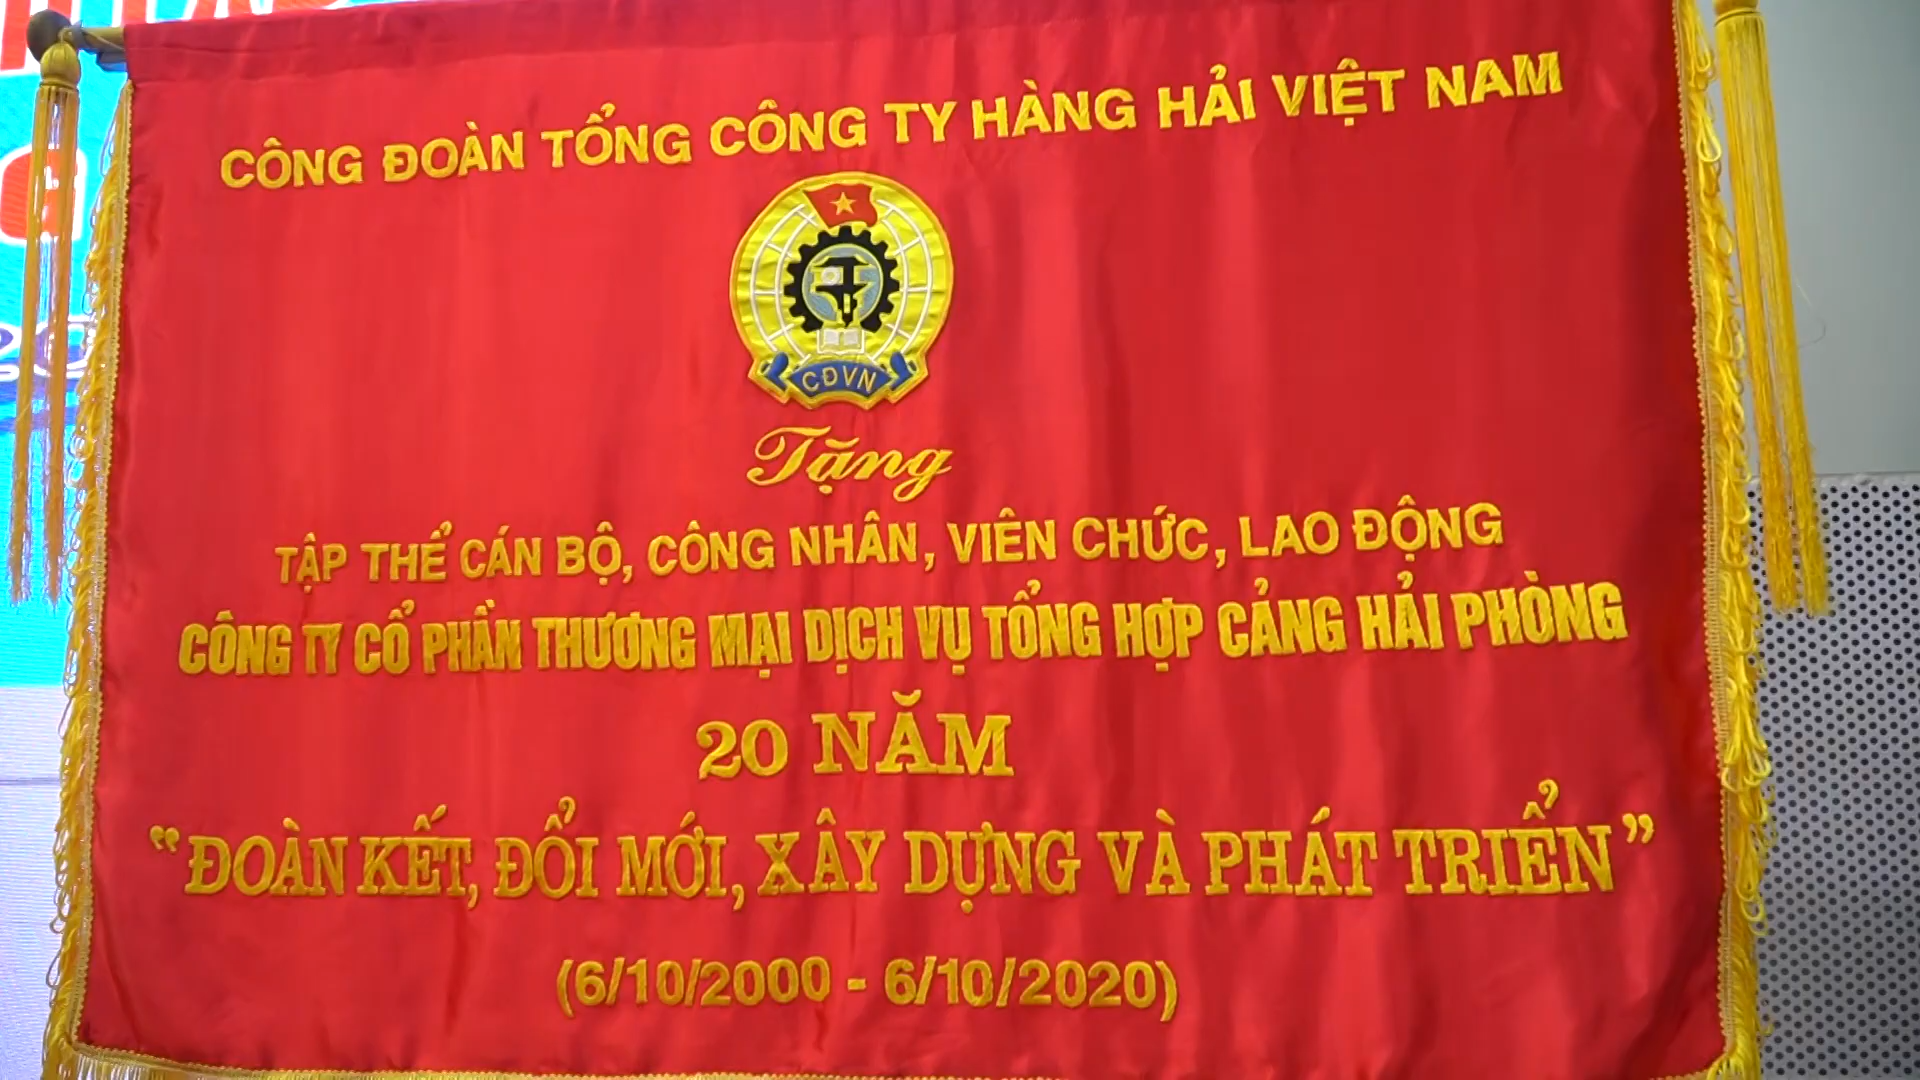 CÔNG ĐOÀN TỔNG CÔNG TY HÀNG HẢI VIỆT NAM
CĐVN
Tặng
TẬP THỂ CÁN BỘ, CÔNG NHÂN, VIÊN CHỨC, LAO ĐỘNG
CÔNG TY CỔ PHẦN THƯƠNG MẠI DỊCH VỤ TỔNG HỢP CẢNG HẢI PHÒNG
20 NĂM
“ĐOÀN KẾT, ĐỔI MỚI, XÂY DỰNG VÀ PHÁT TRIỂN”
(6/10/2000 - 6/10/2020)